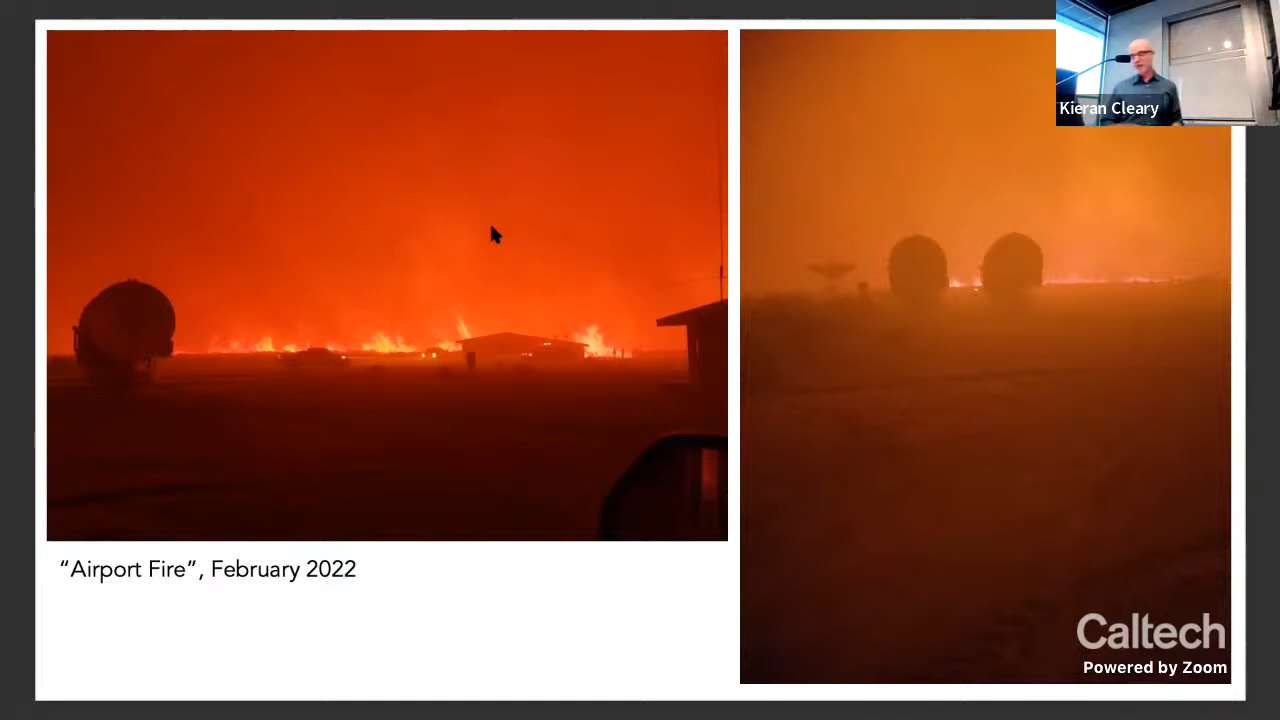 Kieran Cleary
“Airport Fire”, February 2022
Caltech
Powered by Zoom